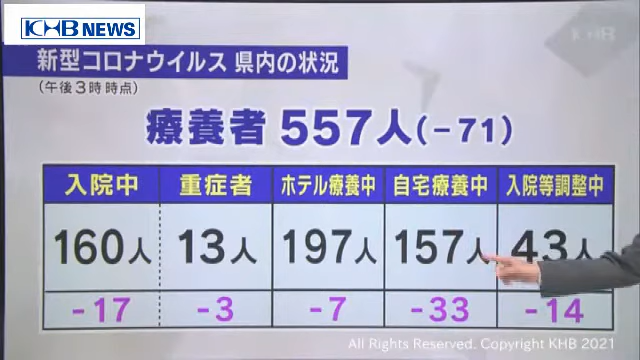 KHB NEWS
KHB
新型コロナウイルス 県内の状況
(午後3時時点)
療養者 557人(-71)
入院中 重症者 ホテル療養中 自宅療養中 入院等調整中
160人 13人 197人 157人 43人
-17 -3 -7 -33 -14
All Rights Reserved. Copyright KHB 2021